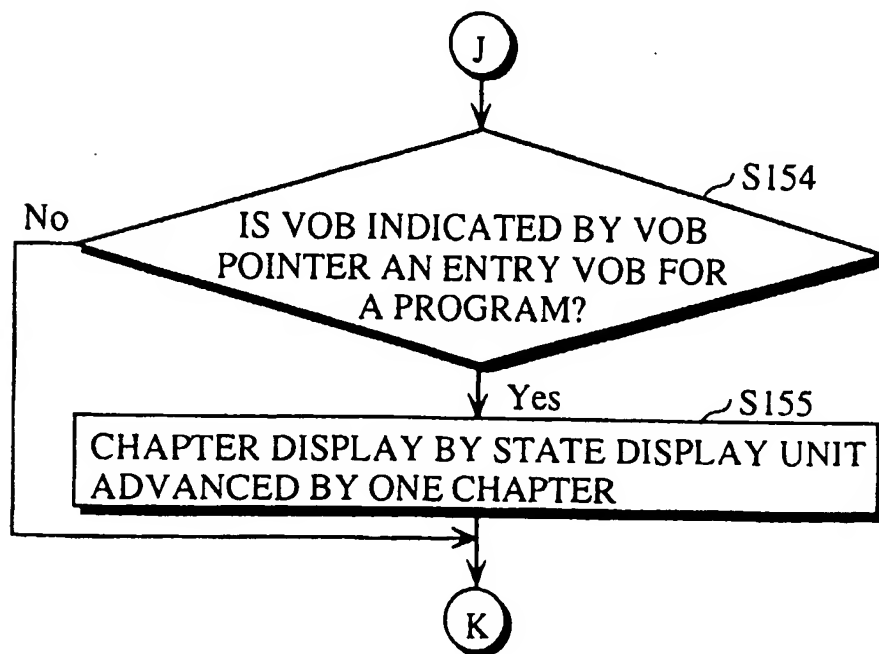 J
S154
No
IS VOB INDICATED BY VOB
POINTER AN ENTRY VOB FOR
A PROGRAM?
Yes
S155
CHAPTER DISPLAY BY STATE DISPLAY UNIT
ADVANCED BY ONE CHAPTER
K